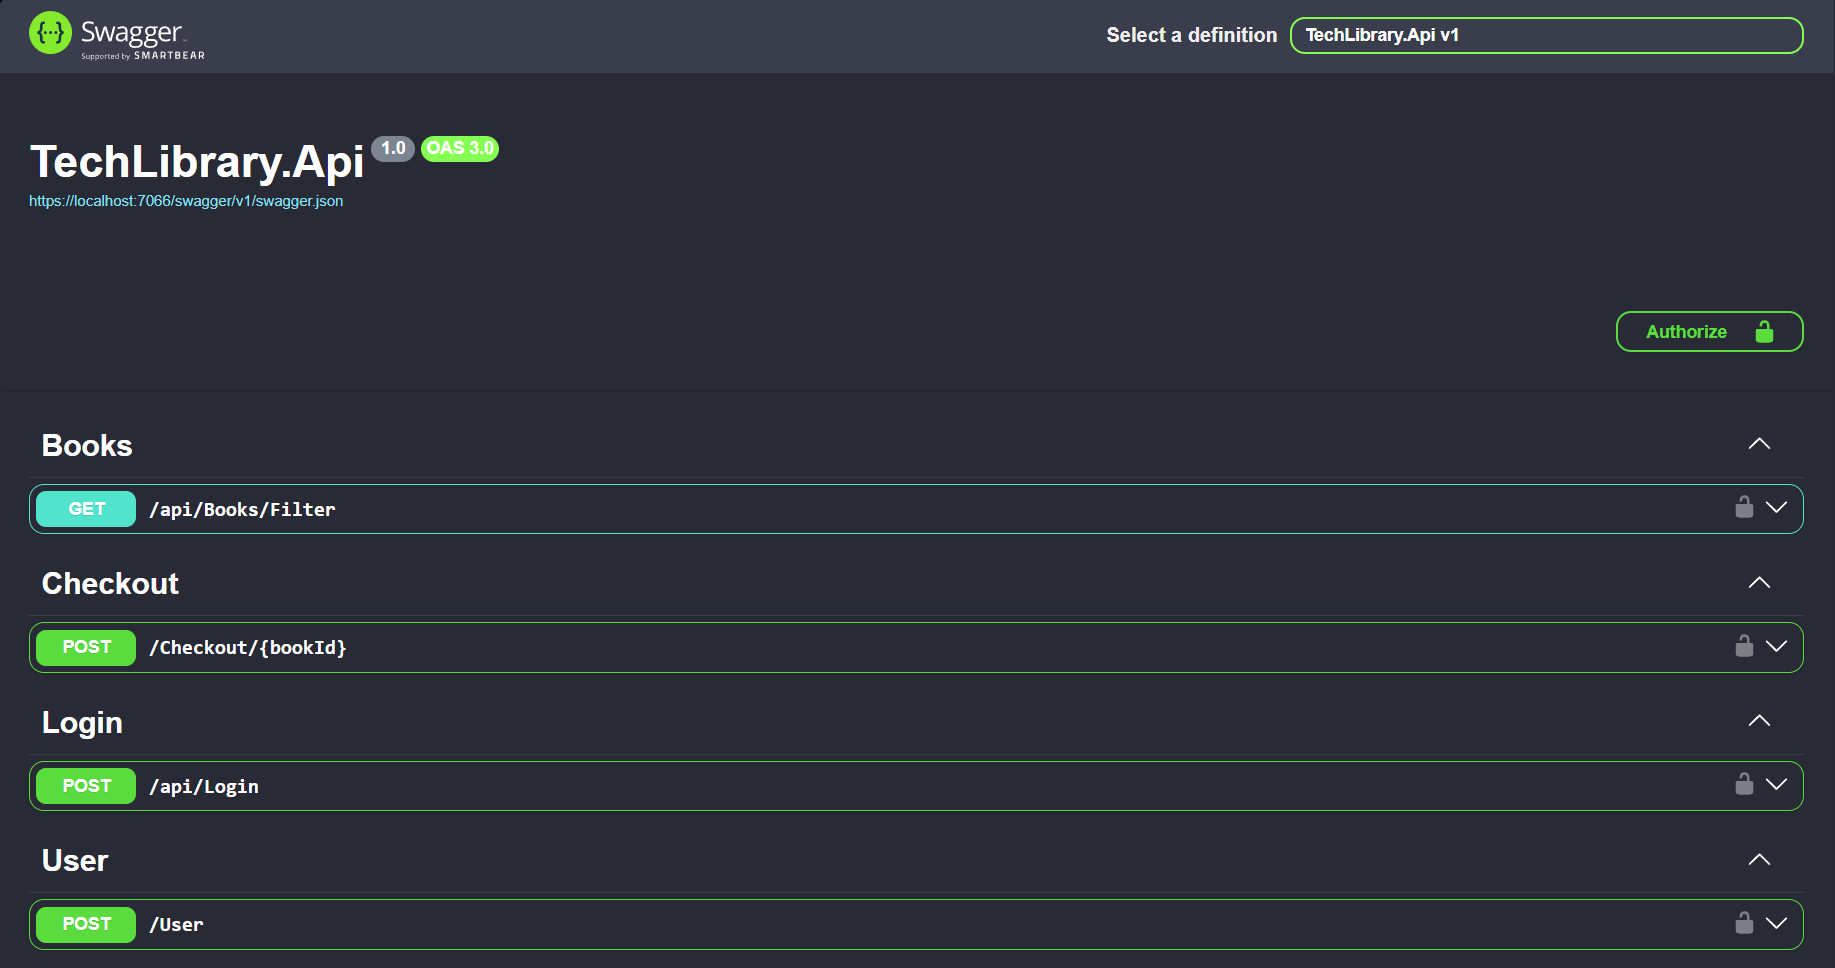 Swagger
Supported by SMARTBEAR
Select a definition
TechLibrary.Api v1
TechLibrary.Api 1.0 OAS 3.0
https://localhost:7066/swagger/v1/swagger.json
Authorize
Books
GET /api/Books/Filter
Checkout
POST /Checkout/{bookId}
Login
POST /api/Login
User
POST /User